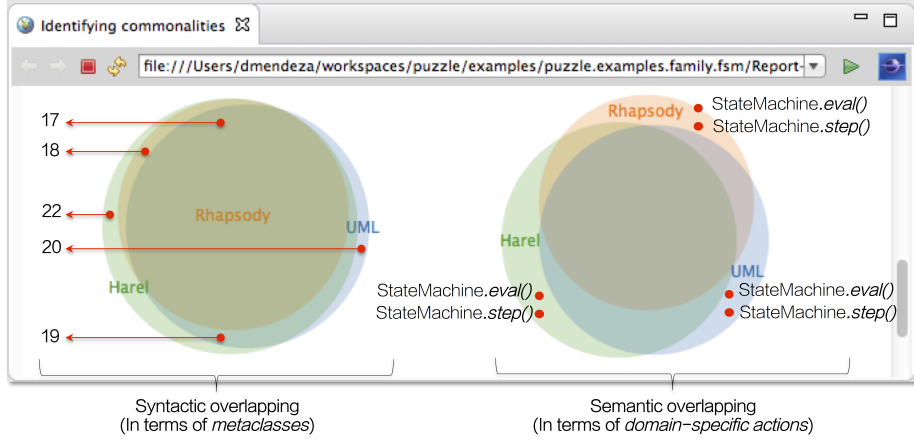 Identifying commonalities
file:///Users/dmendeza/workspaces/puzzle/examples/puzzle.examples.family.fsm/Report-
17
18
22
20
19
Rhapsody
UML
Harel
Rhapsody
StateMachine.eval()
StateMachine.step()
Harel
UML
StateMachine.eval()
StateMachine.step()
StateMachine.eval()
StateMachine.step()
Syntactic overlapping
(In terms of metaclasses)
Semantic overlapping
(In terms of domain-specific actions)